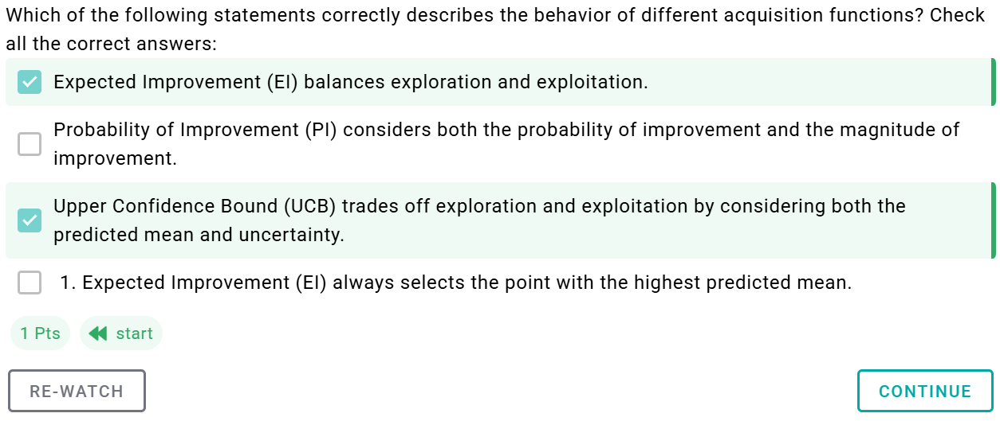 Which of the following statements correctly describes the behavior of different acquisition functions? Check
all the correct answers:
Expected Improvement (EI) balances exploration and exploitation.
Probability of Improvement (PI) considers both the probability of improvement and the magnitude of
improvement.
Upper Confidence Bound (UCB) trades off exploration and exploitation by considering both the
predicted mean and uncertainty.
1. Expected Improvement (EI) always selects the point with the highest predicted mean.
1 Pts start
RE-WATCH CONTINUE